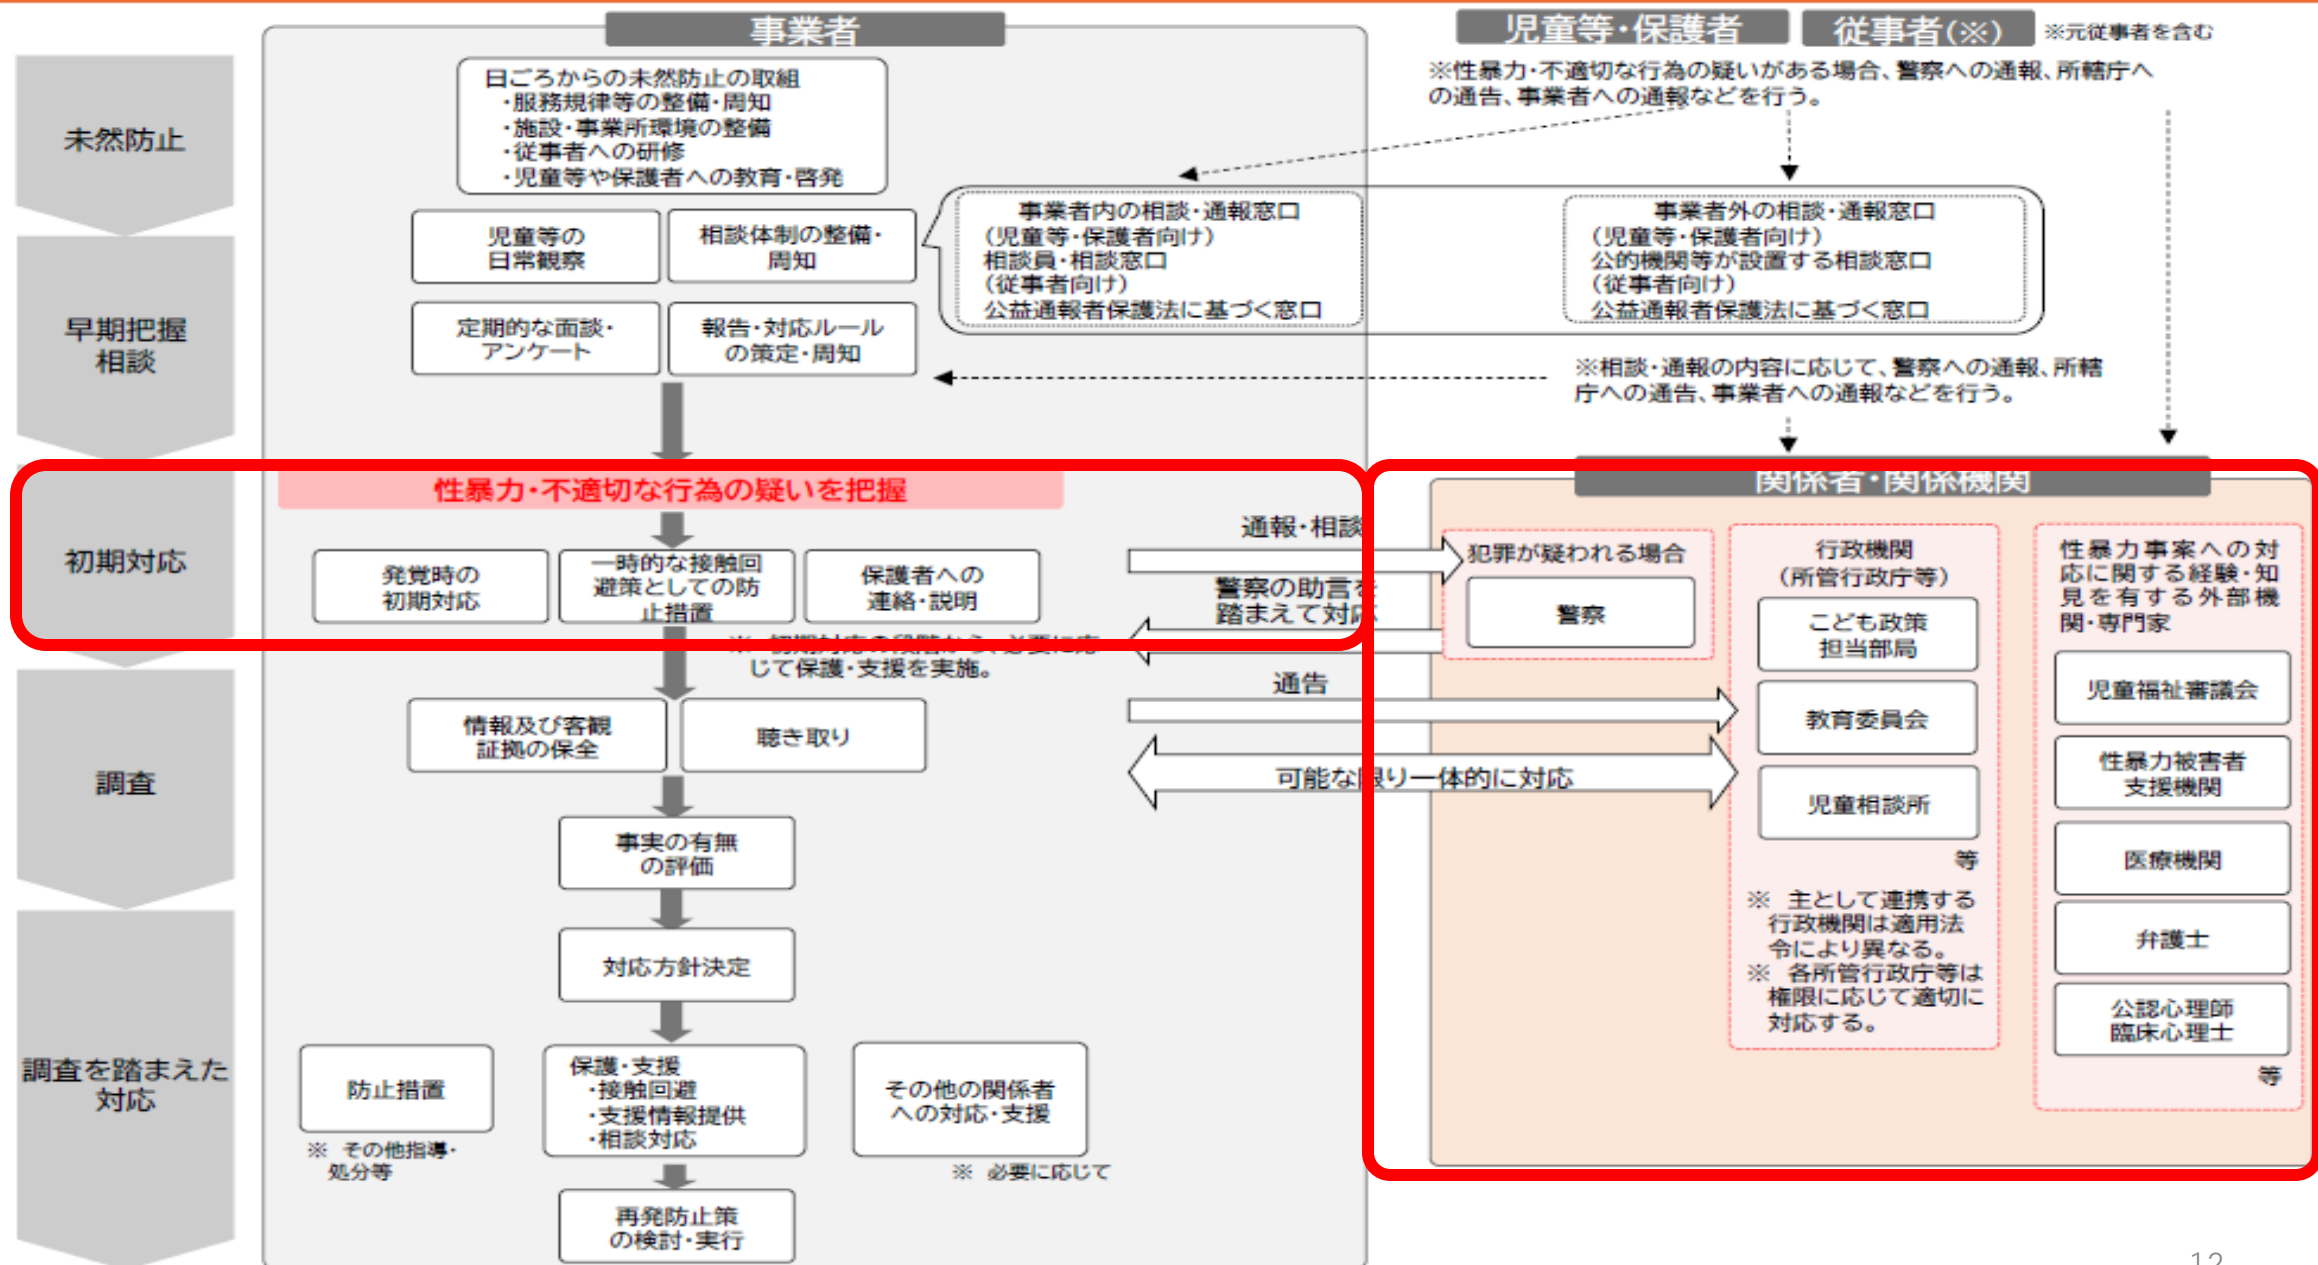 事業者
児童等・保護者
従事者(※)
※元従事者を含む
※性暴力・不適切な行為の疑いがある場合、警察への通報、所轄庁へ
の通告、事業者への通報などを行う。
未然防止
日ごろからの未然防止の取組
・服務規律等の整備・周知
・施設・事業所環境の整備
・従事者への研修
・児童等や保護者への教育・啓発
早期把握
相談
児童等の
日常観察
相談体制の整備・
周知
定期的な面談・
アンケート
報告・対応ルール
の策定・周知
事業者内の相談・通報窓口
(児童等・保護者向け)
相談員・相談窓口
(従事者向け)
公益通報者保護法に基づく窓口
事業者外の相談・通報窓口
(児童等・保護者向け)
公的機関等が設置する相談窓口
(従事者向け)
公益通報者保護法に基づく窓口
※相談・通報の内容に応じて、警察への通報、所轄
庁への通告、事業者への通報などを行う。
初期対応
性暴力・不適切な行為の疑いを把握
発覚時の
初期対応
一時的な接触回
避策としての防
止措置
保護者への
連絡・説明
※ 初期対応の段階から、必要に応
じて保護・支援を実施。
通報・相談
警察の助言を
踏まえて対応
通告
可能な限り一体的に対応
関係者・関係機関
犯罪が疑われる場合
警察
行政機関
(所管行政庁等)
こども政策
担当部局
教育委員会
児童相談所
等
※ 主として連携する
行政機関は適用法
令により異なる。
※ 各所管行政庁等は
権限に応じて適切に
対応する。
性暴力事案への対
応に関する経験・知
見を有する外部機
関・専門家
児童福祉審議会
性暴力被害者
支援機関
医療機関
弁護士
公認心理師
臨床心理士
等
調査
情報及び客観
証拠の保全
聴き取り
事実の有無
の評価
対応方針決定
調査を踏まえた
対応
防止措置
※ その他指導・
処分等
保護・支援
・接触回避
・支援情報提供
・相談対応
その他の関係者
への対応・支援
※ 必要に応じて
再発防止策
の検討・実行
12